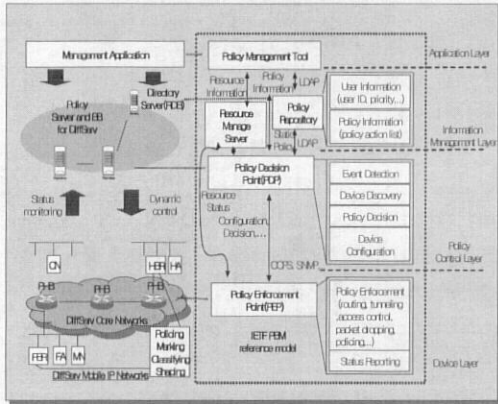 Management Application
Policy Management Tool
Application Layer
Directory
Server(RDB)
Resource
Information
Policy
Information
LDAP
Policy
Server and BB
for DiffServ
Resource
Manage
Server
Policy
Repository
User Information
(user ID, priority,...)
Policy Information
(policy action list)
Information
Management Layer
Static
Policy
LDAP
Policy Decision
Point(PDP)
Status
monitoring
Dynamic
control
Resource
Status
Configuration,
Decision,...
Event Detection
Device Discovery
Policy Decision
Device
Configuration
Policy
Control Layer
COPS, SNMP,
CN
HBR
HA
PHB
PHB
PHB
DiffServ Core Networks
Policing
Marking
Classifying
Shaping
FBR
FA
MN
DiffServ Mobile IP Networks
Policy Enforcement
Point(PEP)
IETF PBM
reference model
Policy Enforcement
(routing, tunneling
,access control,
packet dropping,
policing,...)
Status Reporting
Device Layer